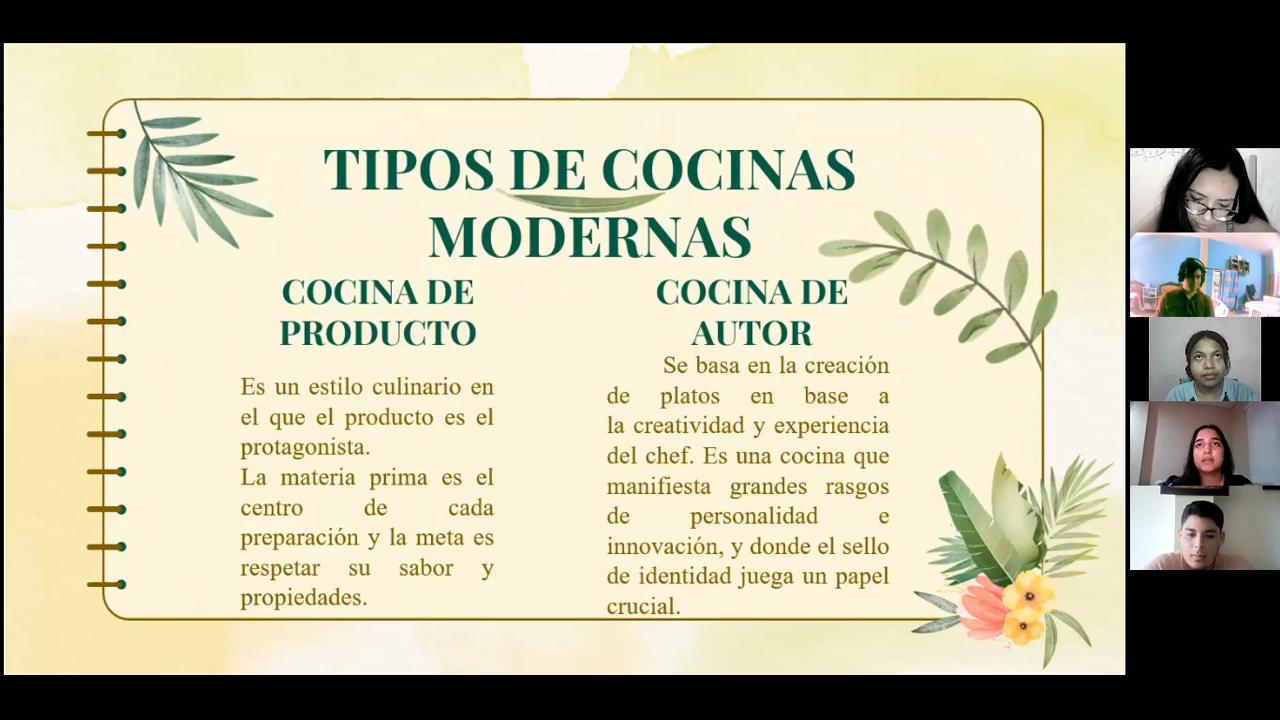 TIPOS DE COCINAS
MODERNAS
COCINA DE
PRODUCTO
Es un estilo culinario en
el que el producto es el
protagonista.
La materia prima es el
centro de cada
preparación y la meta es
respetar su sabor y
propiedades.
COCINA DE
AUTOR
Se basa en la creación
de platos en base a
la creatividad y experiencia
del chef. Es una cocina que
manifiesta grandes rasgos
de personalidad e
innovación, y donde el sello
de identidad juega un papel
crucial.